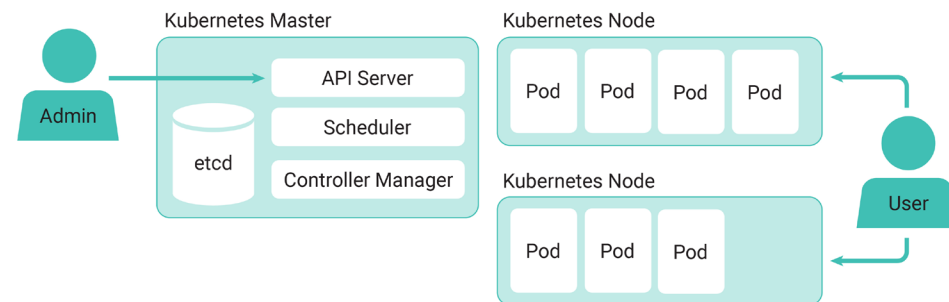 Kubernetes Master
Admin
API Server
Scheduler
Controller Manager
etcd
Kubernetes Node
Pod Pod Pod Pod
Kubernetes Node
Pod Pod Pod
User